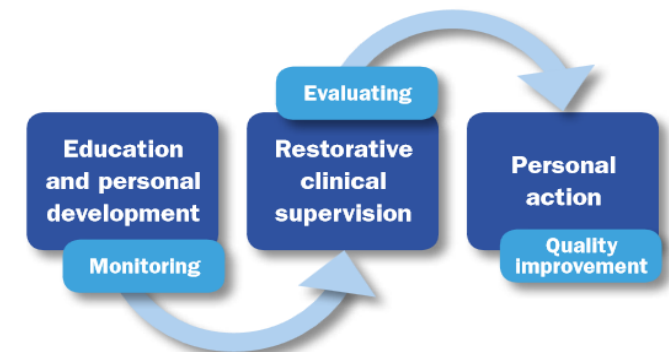 Education
and personal
development
Monitoring
Evaluating
Restorative
clinical
supervision
Personal
action
Quality
improvement